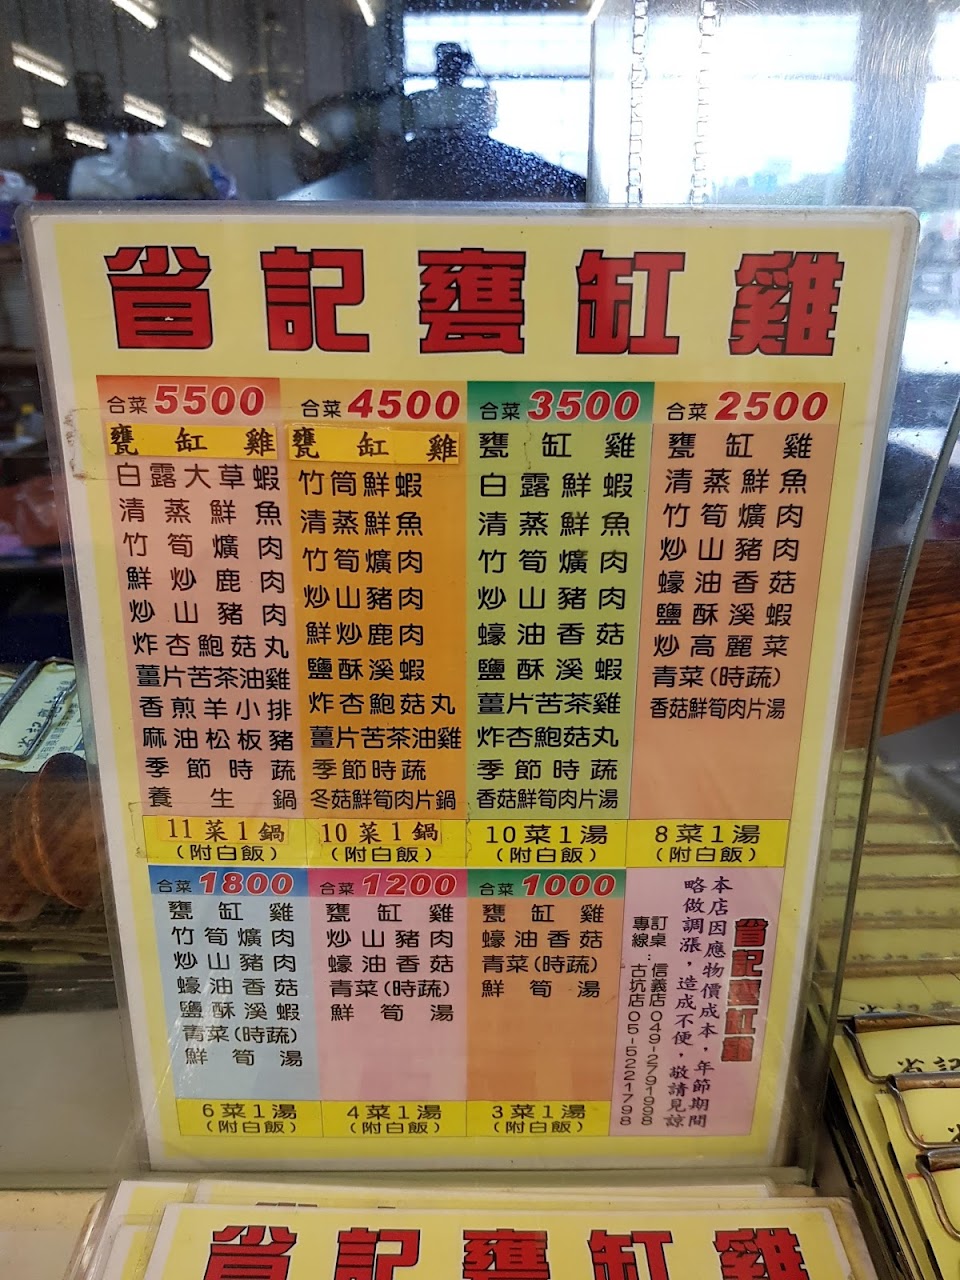 省記甕缸雞
合菜5500
甕缸雞
白露大草蝦
清蒸鮮魚
竹筍爌肉
鮮炒鹿肉
炒山豬肉
炸杏鮑菇丸
薑片苦茶油雞
香煎羊小排
麻油松板豬
季節時蔬
養生鍋
11菜1鍋
(附白飯)
合菜4500
甕缸雞
竹筒鮮蝦
清蒸鮮魚
竹筍爌肉
炒山豬肉
鮮炒鹿肉
鹽酥溪蝦
炸杏鮑菇丸
薑片苦茶油雞
季節時蔬
冬菇鮮筍肉片鍋
10菜1鍋
(附白飯)
合菜3500
甕缸雞
白露鮮蝦
清蒸鮮魚
竹筍爌肉
炒山豬肉
蠔油香菇
鹽酥溪蝦
薑片苦茶雞
炸杏鮑菇丸
季節時蔬
香菇鮮筍肉片湯
10菜1湯
(附白飯)
合菜2500
甕缸雞
清蒸鮮魚
竹筍爌肉
炒山豬肉
蠔油香菇
鹽酥溪蝦
炒高麗菜
青菜(時蔬)
香菇鮮筍肉片湯
8菜1湯
(附白飯)
合菜1800
甕缸雞
竹筍爌肉
炒山豬肉
蠔油香菇
鹽酥溪蝦
青菜(時蔬)
鮮筍湯
6菜1湯
(附白飯)
合菜1200
甕缸雞
炒山豬肉
蠔油香菇
青菜(時蔬)
鮮筍湯
4菜1湯
(附白飯)
合菜1000
甕缸雞
蠔油香菇
青菜(時蔬)
鮮筍湯
3菜1湯
(附白飯)
省記甕缸雞
本店因應物價成本，年節期間
略做調漲，造成不便，敬請見諒
訂桌專線：信義店049-2791998
古坑店05-5221798
省記甕缸雞